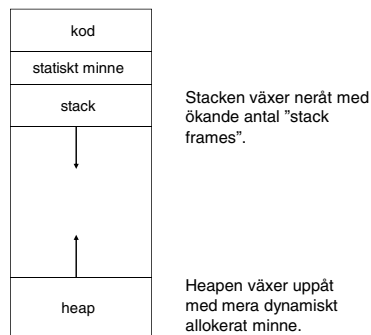 kod
statiskt minne
stack
Stacken växer neråt med
ökande antal ”stack
frames”.
Heapen växer uppåt
med mera dynamiskt
allokerat minne.
heap